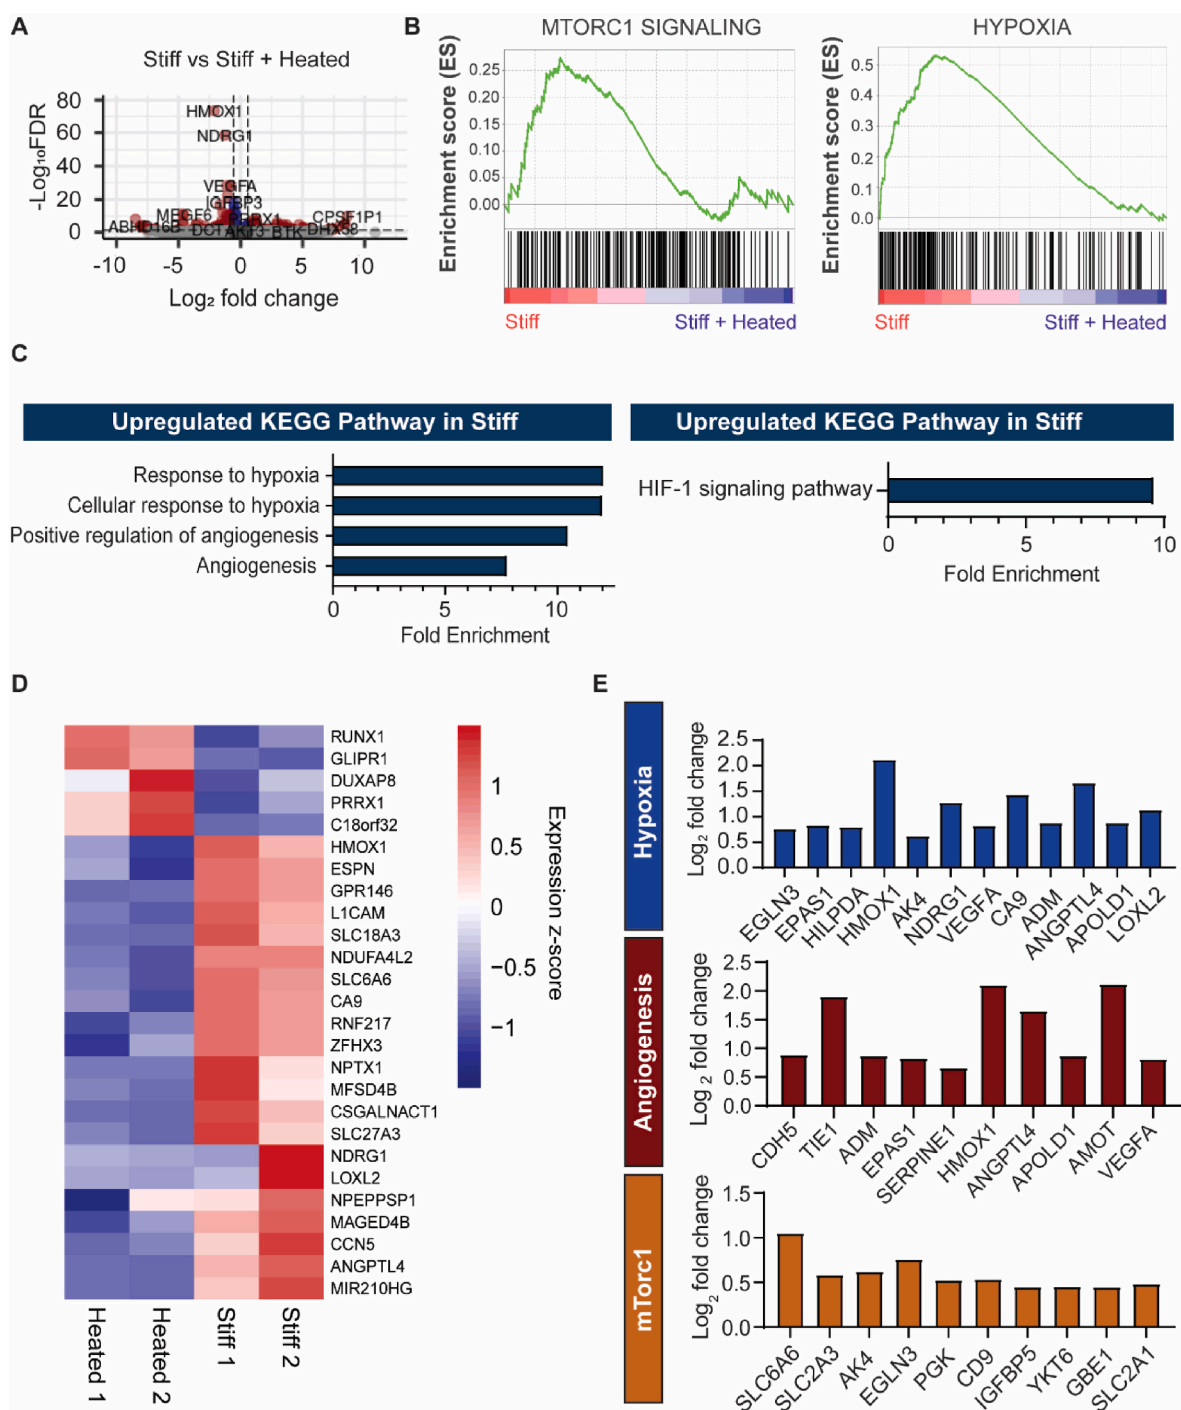 A
Stiff vs Stiff + Heated
-Log₁₀FDR
80
60
40
20
0
HMOX1
NDRG1
VEGFA
IGFBP3
MEGF6
PRRX1
CPSF1P1
ABHD16B
DCT
AKT3
BTK
DHX58
-10
-5
0
5
10
Log₂ fold change
B
MTORC1 SIGNALING
Enrichment score (ES)
0.25
0.20
0.15
0.10
0.05
0.00
Stiff
Stiff + Heated
HYPOXIA
Enrichment score (ES)
0.5
0.4
0.3
0.2
0.1
0.0
Stiff
Stiff + Heated
C
Upregulated KEGG Pathway in Stiff
Response to hypoxia
Cellular response to hypoxia
Positive regulation of angiogenesis
Angiogenesis
0
5
10
Fold Enrichment
Upregulated KEGG Pathway in Stiff
HIF-1 signaling pathway
0
5
10
Fold Enrichment
D
RUNX1
GLIPR1
DUXAP8
PRRX1
C18orf32
HMOX1
ESPN
GPR146
L1CAM
SLC18A3
NDUFA4L2
SLC6A6
CA9
RNF217
ZFHX3
NPTX1
MFSD4B
CSGALNACT1
SLC27A3
NDRG1
LOXL2
NPEPPSP1
MAGED4B
CCN5
ANGPTL4
MIR210HG
Heated 1
Heated 2
Stiff 1
Stiff 2
1
0.5
0
−0.5
−1
Expression z-score
E
Hypoxia
Log₂ fold change
2.5
2.0
1.5
1.0
0.5
0.0
EGLN3
EPAS1
HILPDA
HMOX1
AK4
NDRG1
VEGFA
CA9
ADM
ANGPTL4
APOLD1
LOXL2
Angiogenesis
Log ₂ fold change
2.5
2.0
1.5
1.0
0.5
0.0
CDH5
TIE1
ADM
EPAS1
SERPINE1
HMOX1
ANGPTL4
APOLD1
AMOT
VEGFA
mTorc1
Log₂ fold change
1.5
1.0
0.5
0.0
SLC6A6
SLC2A3
AK4
EGLN3
PGK
CD9
IGFBP5
YKT6
GBE1
SLC2A1